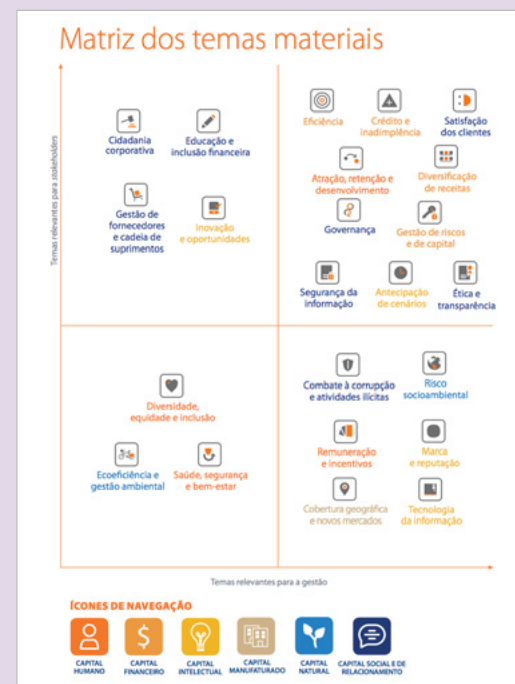 Matriz dos temas materiais
Temas relevantes para stakeholders
Cidadania
corporativa
Educação e
inclusão financeira
Gestão de
fornecedores
e cadeia de
suprimentos
Inovação
e oportunidades
Eficiência
Crédito e
inadimplência
Satisfação
dos clientes
Atração, retenção e
desenvolvimento
Diversificação
de receitas
Governança
Gestão de riscos
e de capital
Segurança da
informação
Antecipação
de cenários
Ética e
transparência
Diversidade,
equidade e inclusão
Ecoeficiência e
gestão ambiental
Saúde, segurança
e bem-estar
Combate à corrupção
e atividades ilícitas
Risco
socioambiental
Remuneração
e incentivos
Marca
e reputação
Cobertura geográfica
e novos mercados
Tecnologia
da informação
Temas relevantes para a gestão
ÍCONES DE NAVEGAÇÃO
CAPITAL
HUMANO
CAPITAL
FINANCEIRO
CAPITAL
INTELECTUAL
CAPITAL
MANUFATURADO
CAPITAL
NATURAL
CAPITAL SOCIAL E DE
RELACIONAMENTO